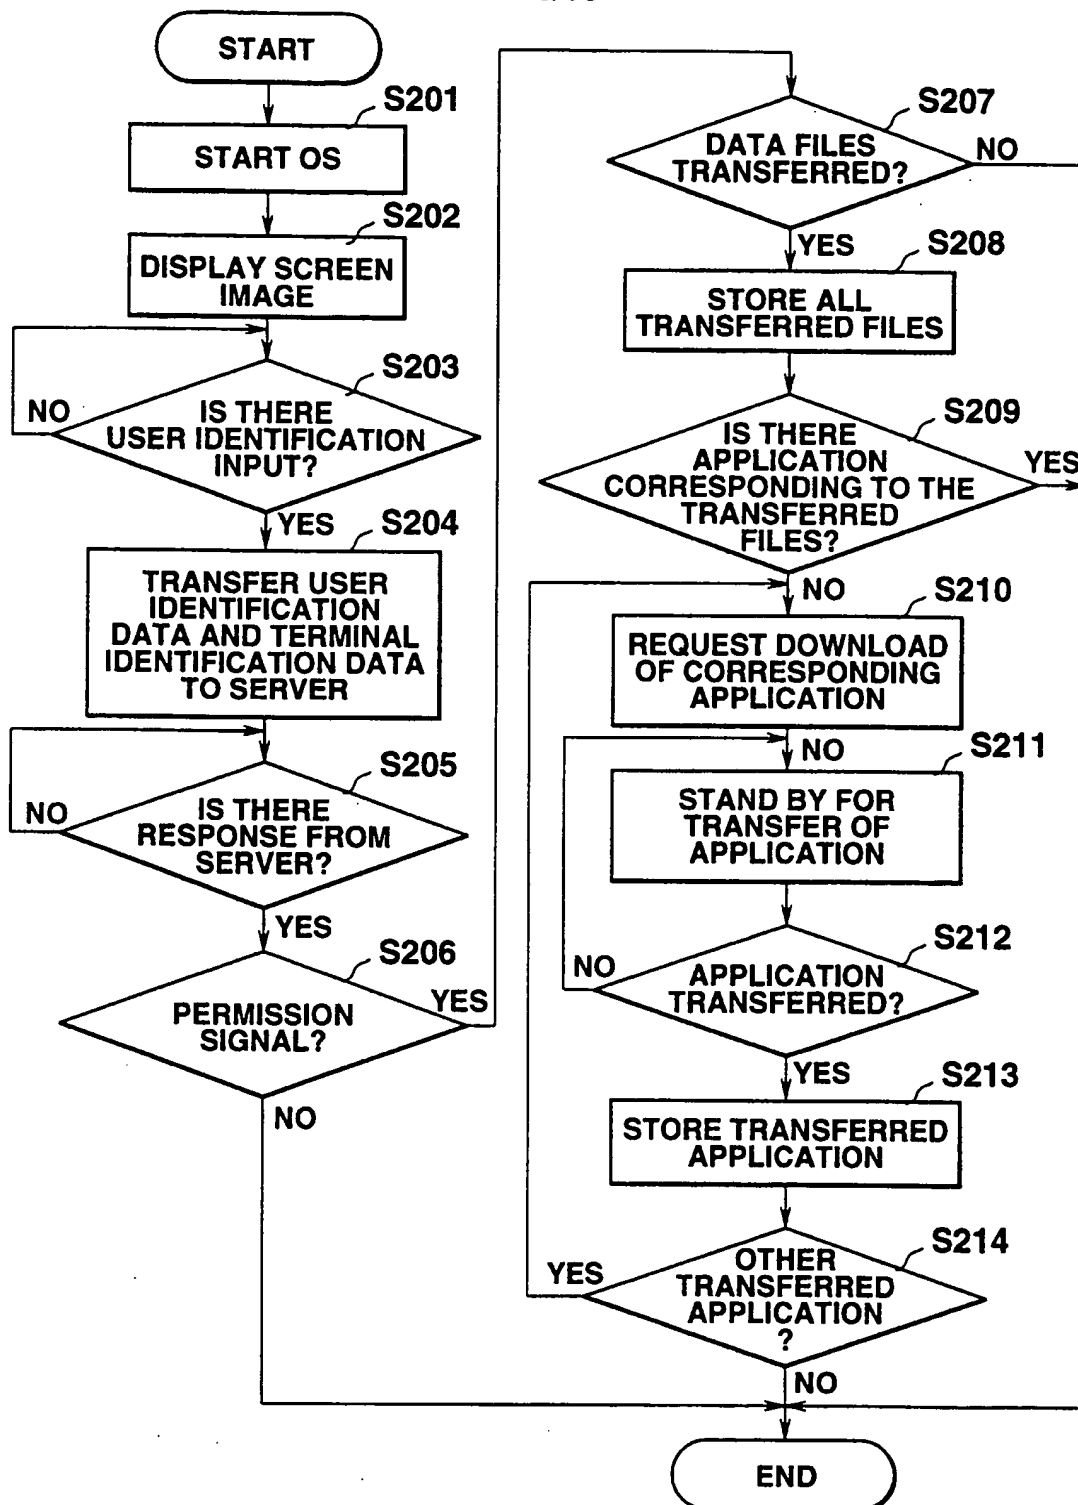 START
S201
START OS
S202
DISPLAY SCREEN
IMAGE
S203
NO
IS THERE
USER IDENTIFICATION
INPUT?
YES
S204
TRANSFER USER
IDENTIFICATION
DATA AND TERMINAL
IDENTIFICATION DATA
TO SERVER
S205
NO
IS THERE
RESPONSE FROM
SERVER?
YES
S206
YES
PERMISSION
SIGNAL?
NO
S207
DATA FILES
TRANSFERRED?
NO
YES
S208
STORE ALL
TRANSFERRED FILES
S209
IS THERE
APPLICATION
CORRESPONDING TO THE
TRANSFERRED
FILES?
YES
NO
S210
REQUEST DOWNLOAD
OF CORRESPONDING
APPLICATION
NO
S211
STAND BY FOR
TRANSFER OF
APPLICATION
S212
NO
APPLICATION
TRANSFERRED?
YES
S213
STORE TRANSFERRED
APPLICATION
S214
YES
OTHER
TRANSFERRED
APPLICATION
?
NO
END